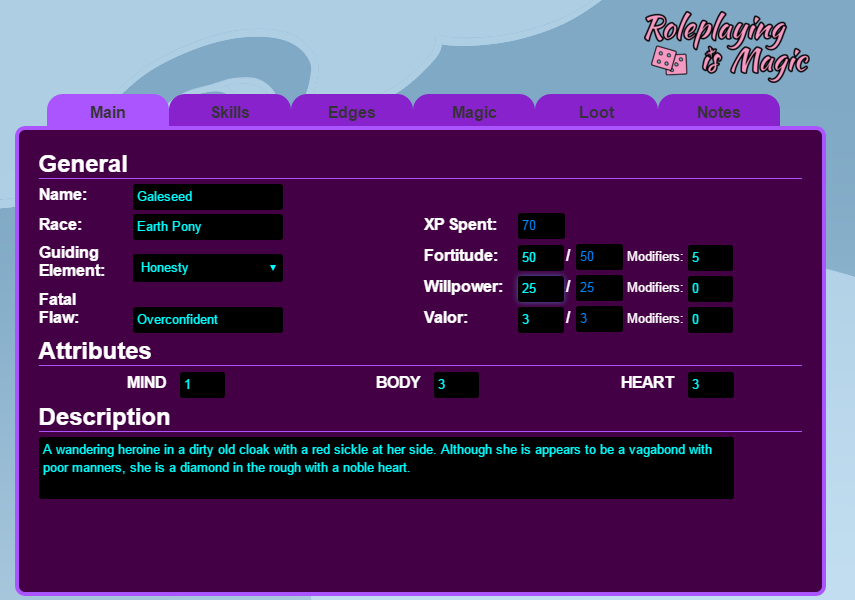 Roleplaying
is Magic
Main Skills Edges Magic Loot Notes
General
Name: Galeseed
Race: Earth Pony XP Spent: 70
Guiding
Element: Honesty Fortitude: 50 / 50 Modifiers: 5
Willpower: 25 / 25 Modifiers: 0
Fatal
Flaw: Overconfident Valor: 3 / 3 Modifiers: 0
Attributes
MIND 1 BODY 3 HEART 3
Description
A wandering heroine in a dirty old cloak with a red sickle at her side. Although she is appears to be a vagabond with
poor manners, she is a diamond in the rough with a noble heart.